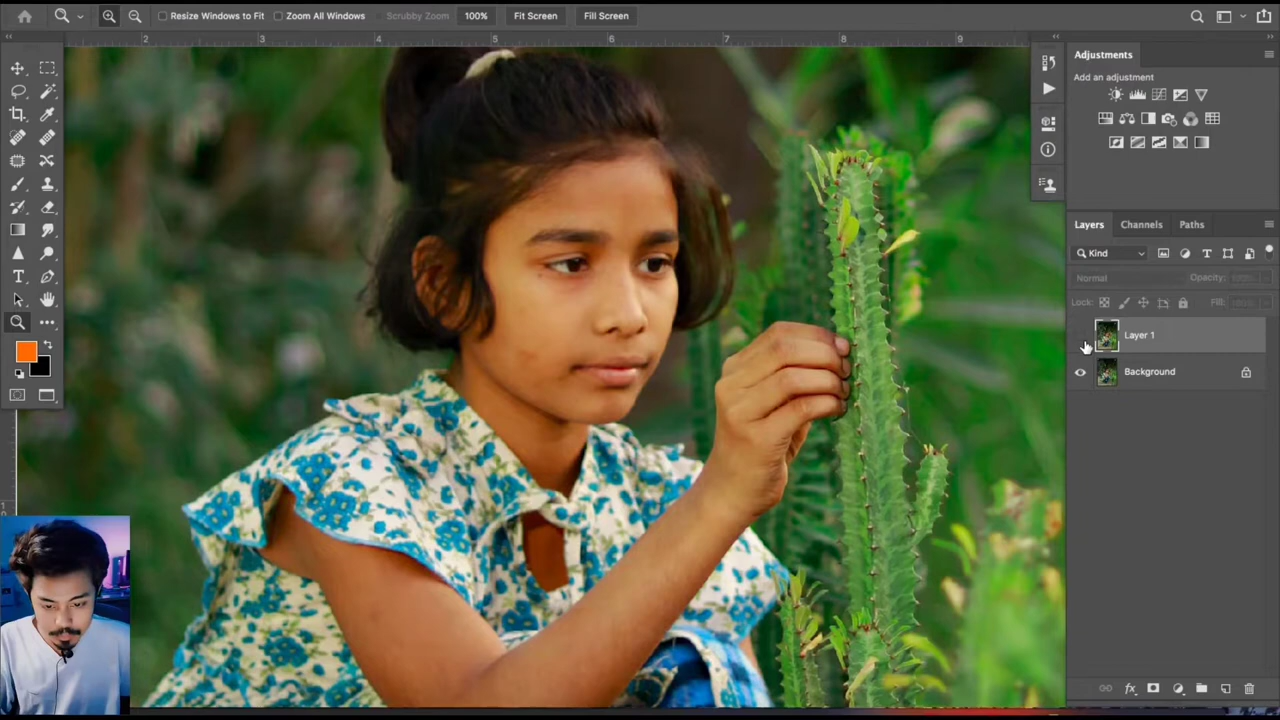 Resize Windows to Fit Zoom All Windows Scrubby Zoom 100% Fit Screen Fill Screen
2 3 4 5 6 7 8 9
Adjustments
Add an adjustment
Layers Channels Paths
Kind
Normal Opacity:
Lock: Fill:
Layer 1
Background